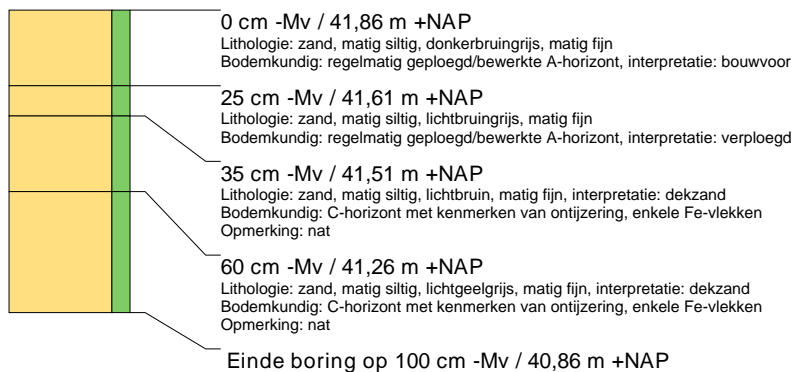 0 cm -Mv / 41,86 m +NAP
Lithologie: zand, matig siltig, donkerbruingrijs, matig fijn
Bodemkundig: regelmatig geploegd/bewerkte A-horizont, interpretatie: bouwvoor
25 cm -Mv / 41,61 m +NAP
Lithologie: zand, matig siltig, lichtbruingrijs, matig fijn
Bodemkundig: regelmatig geploegd/bewerkte A-horizont, interpretatie: verploegd
35 cm -Mv / 41,51 m +NAP
Lithologie: zand, matig siltig, lichtbruin, matig fijn, interpretatie: dekzand
Bodemkundig: C-horizont met kenmerken van ontijzering, enkele Fe-vlekken
Opmerking: nat
60 cm -Mv / 41,26 m +NAP
Lithologie: zand, matig siltig, lichtgeelgrijs, matig fijn, interpretatie: dekzand
Bodemkundig: C-horizont met kenmerken van ontijzering, enkele Fe-vlekken
Opmerking: nat
Einde boring op 100 cm -Mv / 40,86 m +NAP